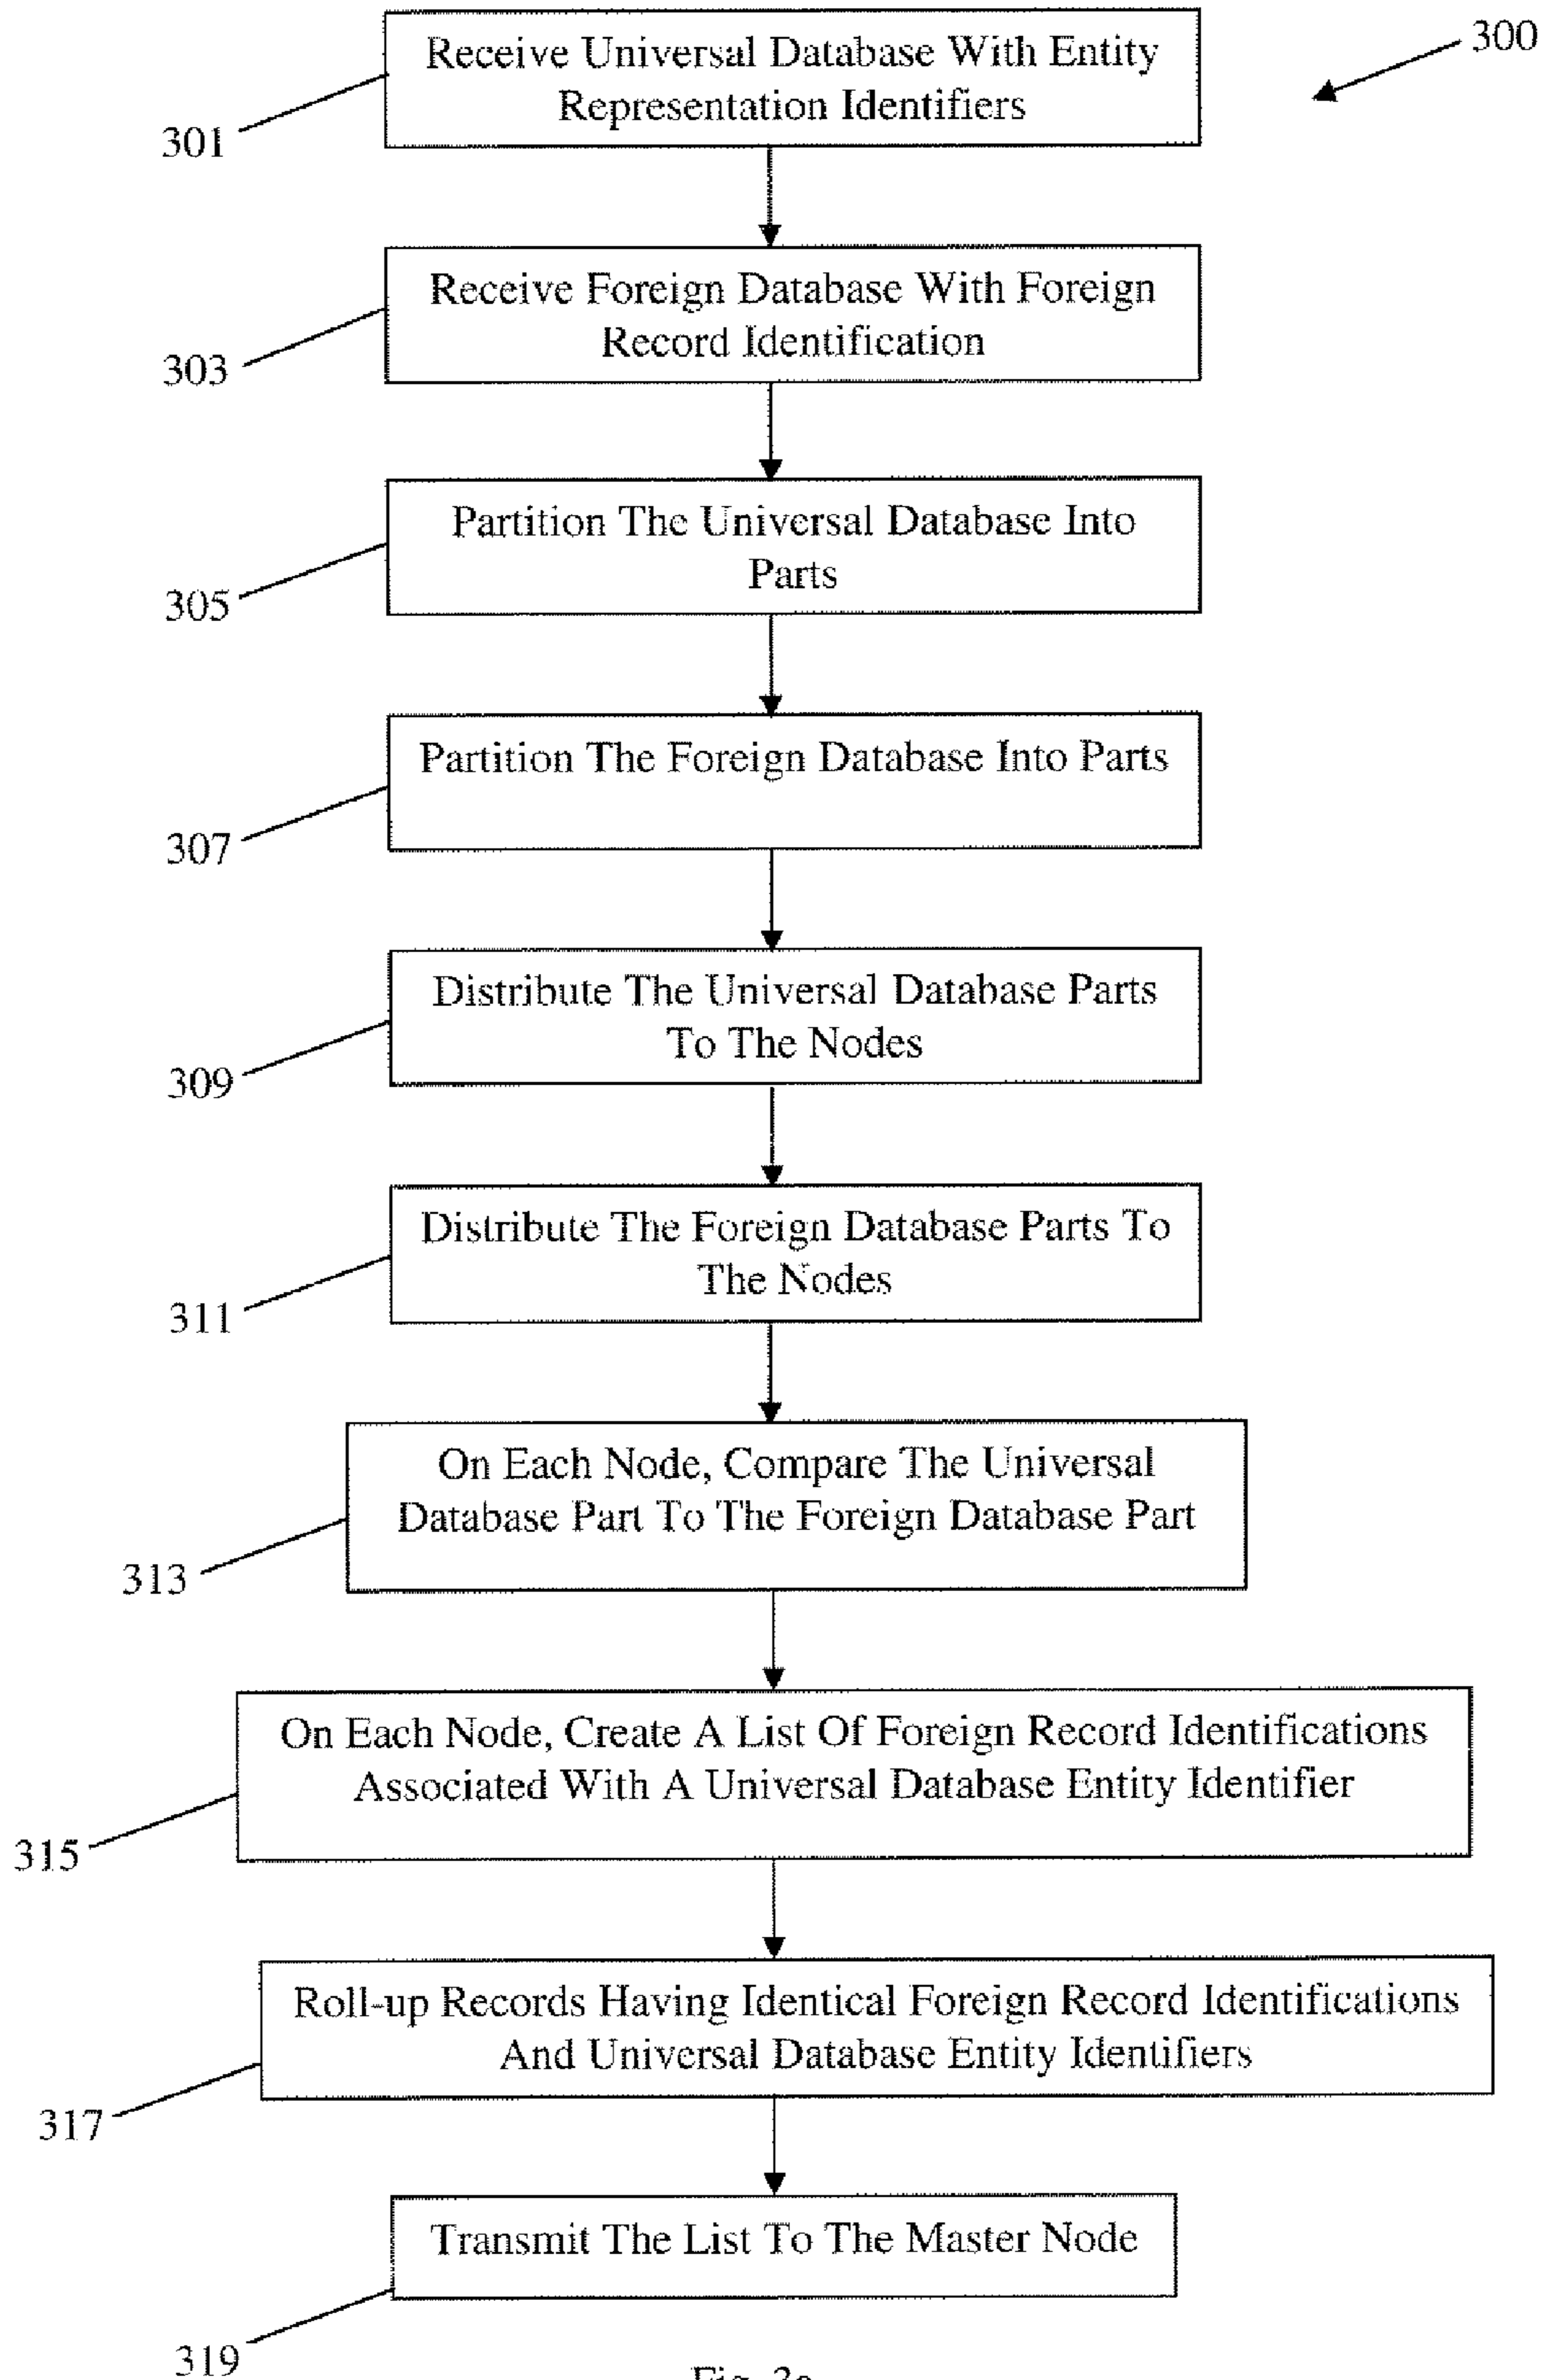 300
Receive Universal Database With Entity
Representation Identifiers
301
Receive Foreign Database With Foreign
Record Identification
303
Partition The Universal Database Into
Parts
305
Partition The Foreign Database Into Parts
307
Distribute The Universal Database Parts
To The Nodes
309
Distribute The Foreign Database Parts To
The Nodes
311
On Each Node, Compare The Universal
Database Part To The Foreign Database Part
313
On Each Node, Create A List Of Foreign Record Identifications
Associated With A Universal Database Entity Identifier
315
Roll-up Records Having Identical Foreign Record Identifications
And Universal Database Entity Identifiers
317
Transmit The List To The Master Node
319
Fig.